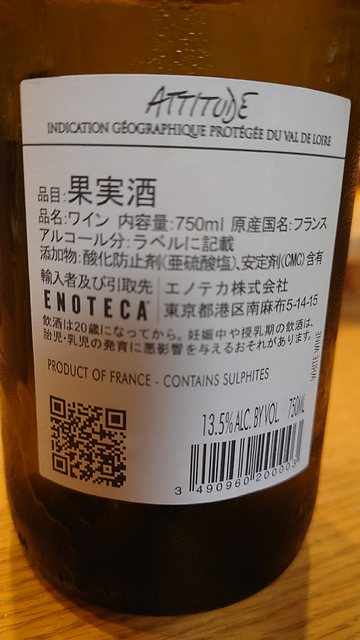 ATTITUDE
INDICATION GÉOGRAPHIQUE PROTÉGÉE DU VAL DE LOIRE
品目:果実酒
品名:ワイン 内容量:750ml 原産国名:フランス
アルコール分:ラベルに記載
添加物:酸化防止剤(亜硫酸塩)、安定剤(CMC)含有
輸入者及び引取先 エノテカ株式会社
ENOTECA 東京都港区南麻布5-14-15
飲酒は20歳になってから。妊娠中や授乳期の飲酒は、
胎児・乳児の発育に悪影響を与えるおそれがあります。
WHITE WINE
PRODUCT OF FRANCE - CONTAINS SULPHITES
13.5% ALC. BY VOL. 750ML
3 490960 200003